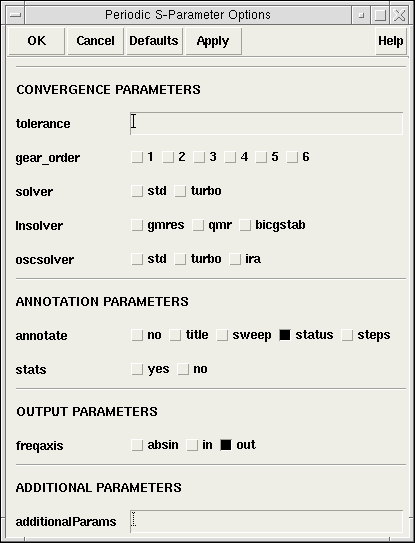 Periodic S-Parameter Options
OK Cancel Defaults Apply Help
CONVERGENCE PARAMETERS
tolerance
gear_order 1 2 3 4 5 6
solver std turbo
lnsolver gmres qmr bicgstab
oscsolver std turbo ira
ANNOTATION PARAMETERS
annotate no title sweep status steps
stats yes no
OUTPUT PARAMETERS
freqaxis absin in out
ADDITIONAL PARAMETERS
additionalParams